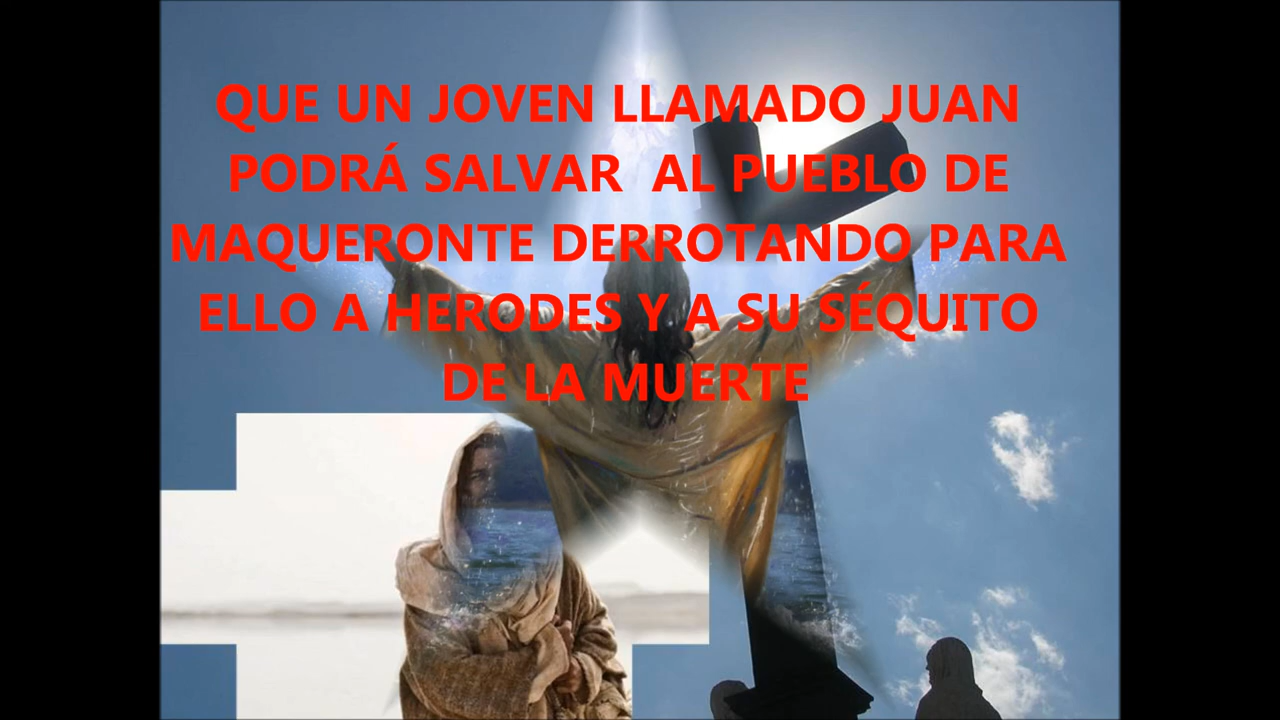 QUE UN JOVEN LLAMADO JUAN
PODRÁ SALVAR  AL PUEBLO DE
MAQUERONTE DERROTANDO PARA
ELLO A HERODES Y A SU SÉQUITO
DE LA MUERTE